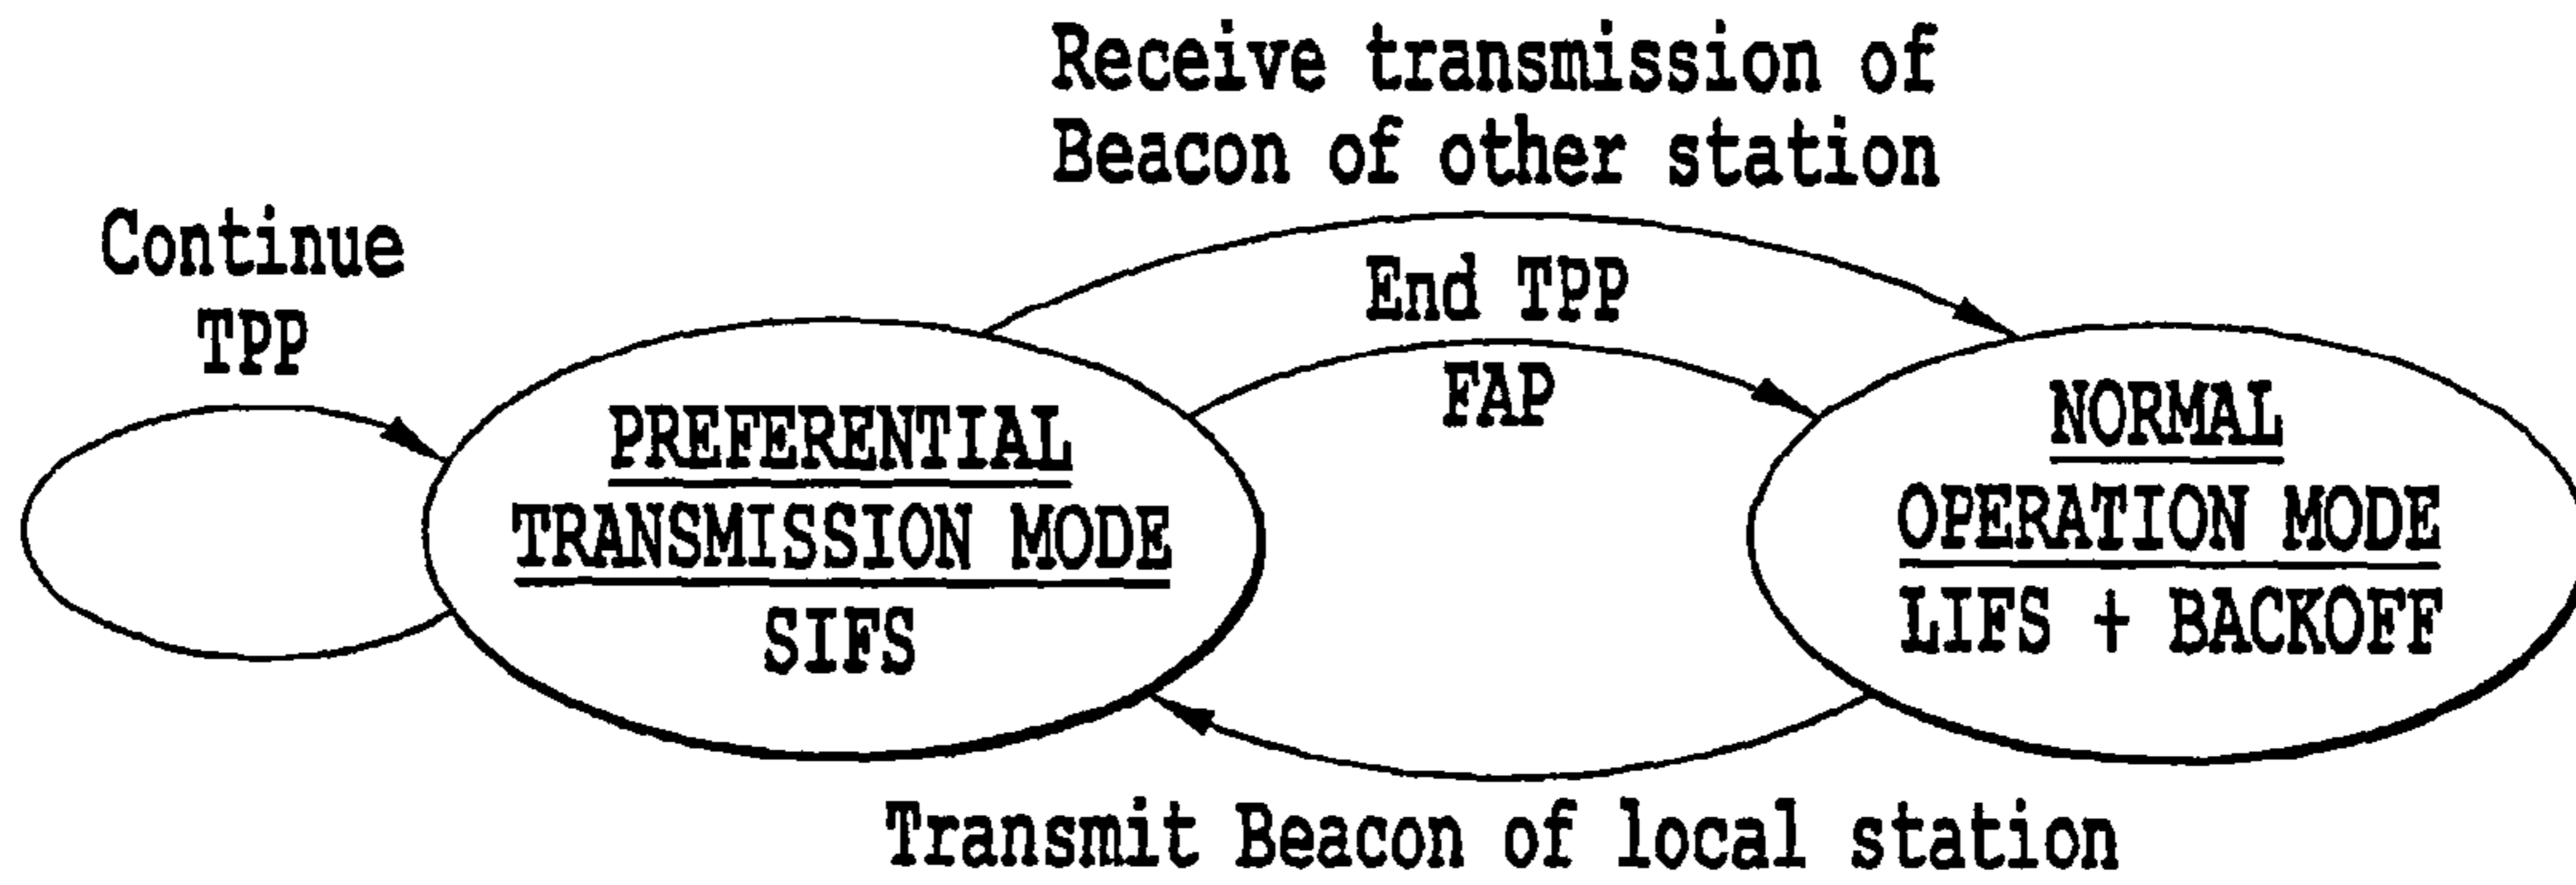 Receive transmission of
Beacon of other station
Continue
TPP
End TPP
FAP
PREFERENTIAL
TRANSMISSION MODE
SIFS
NORMAL
OPERATION MODE
LIFS + BACKOFF
Transmit Beacon of local station